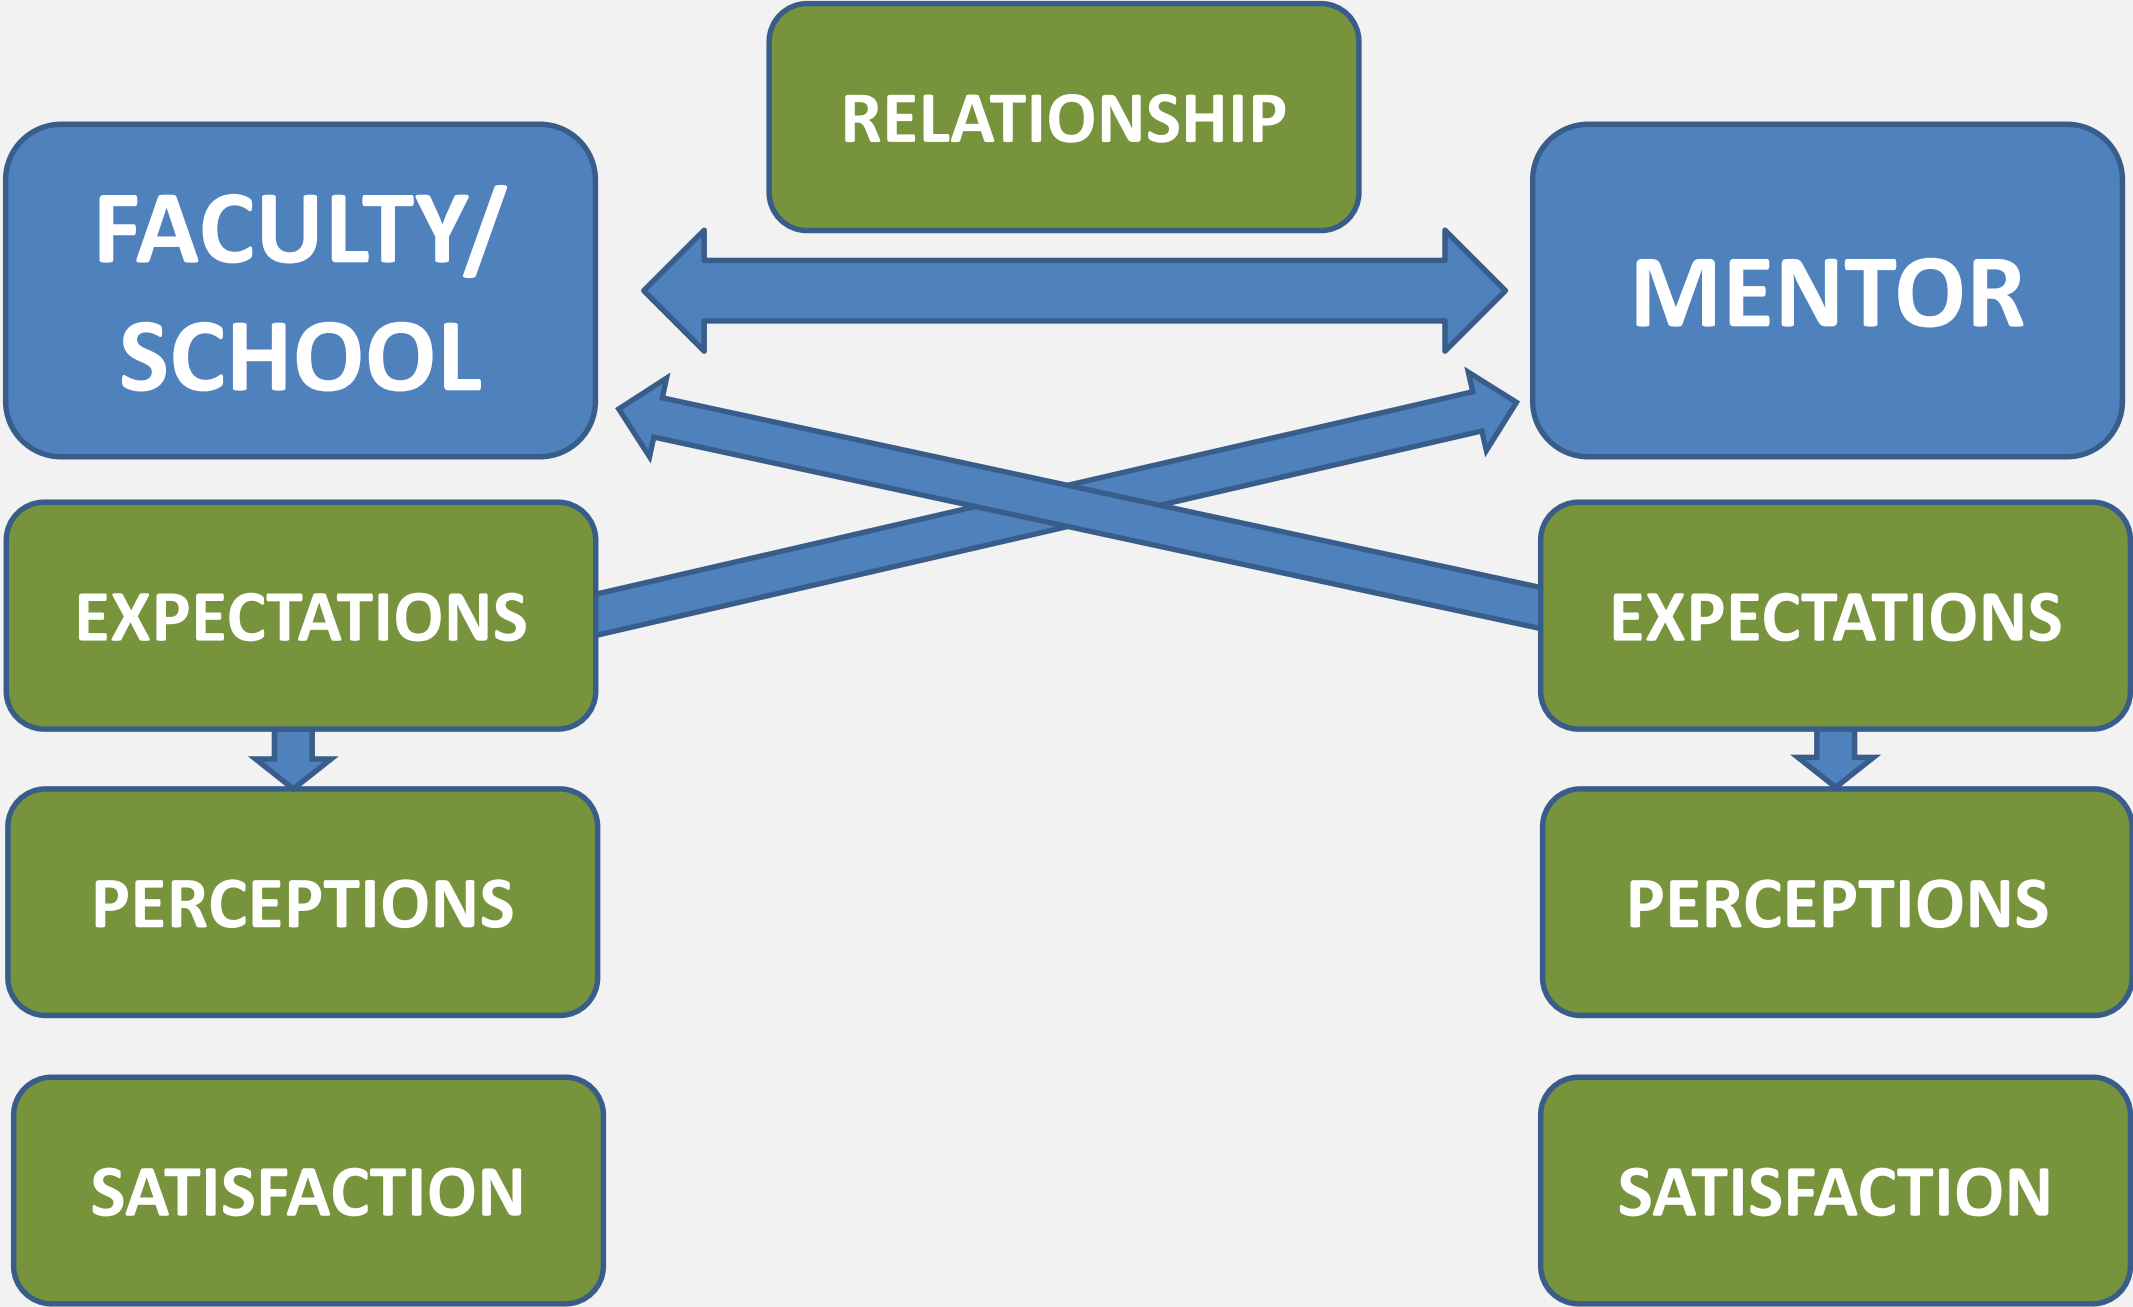 RELATIONSHIP
FACULTY/
SCHOOL
MENTOR
EXPECTATIONS
EXPECTATIONS
PERCEPTIONS
PERCEPTIONS
SATISFACTION
SATISFACTION